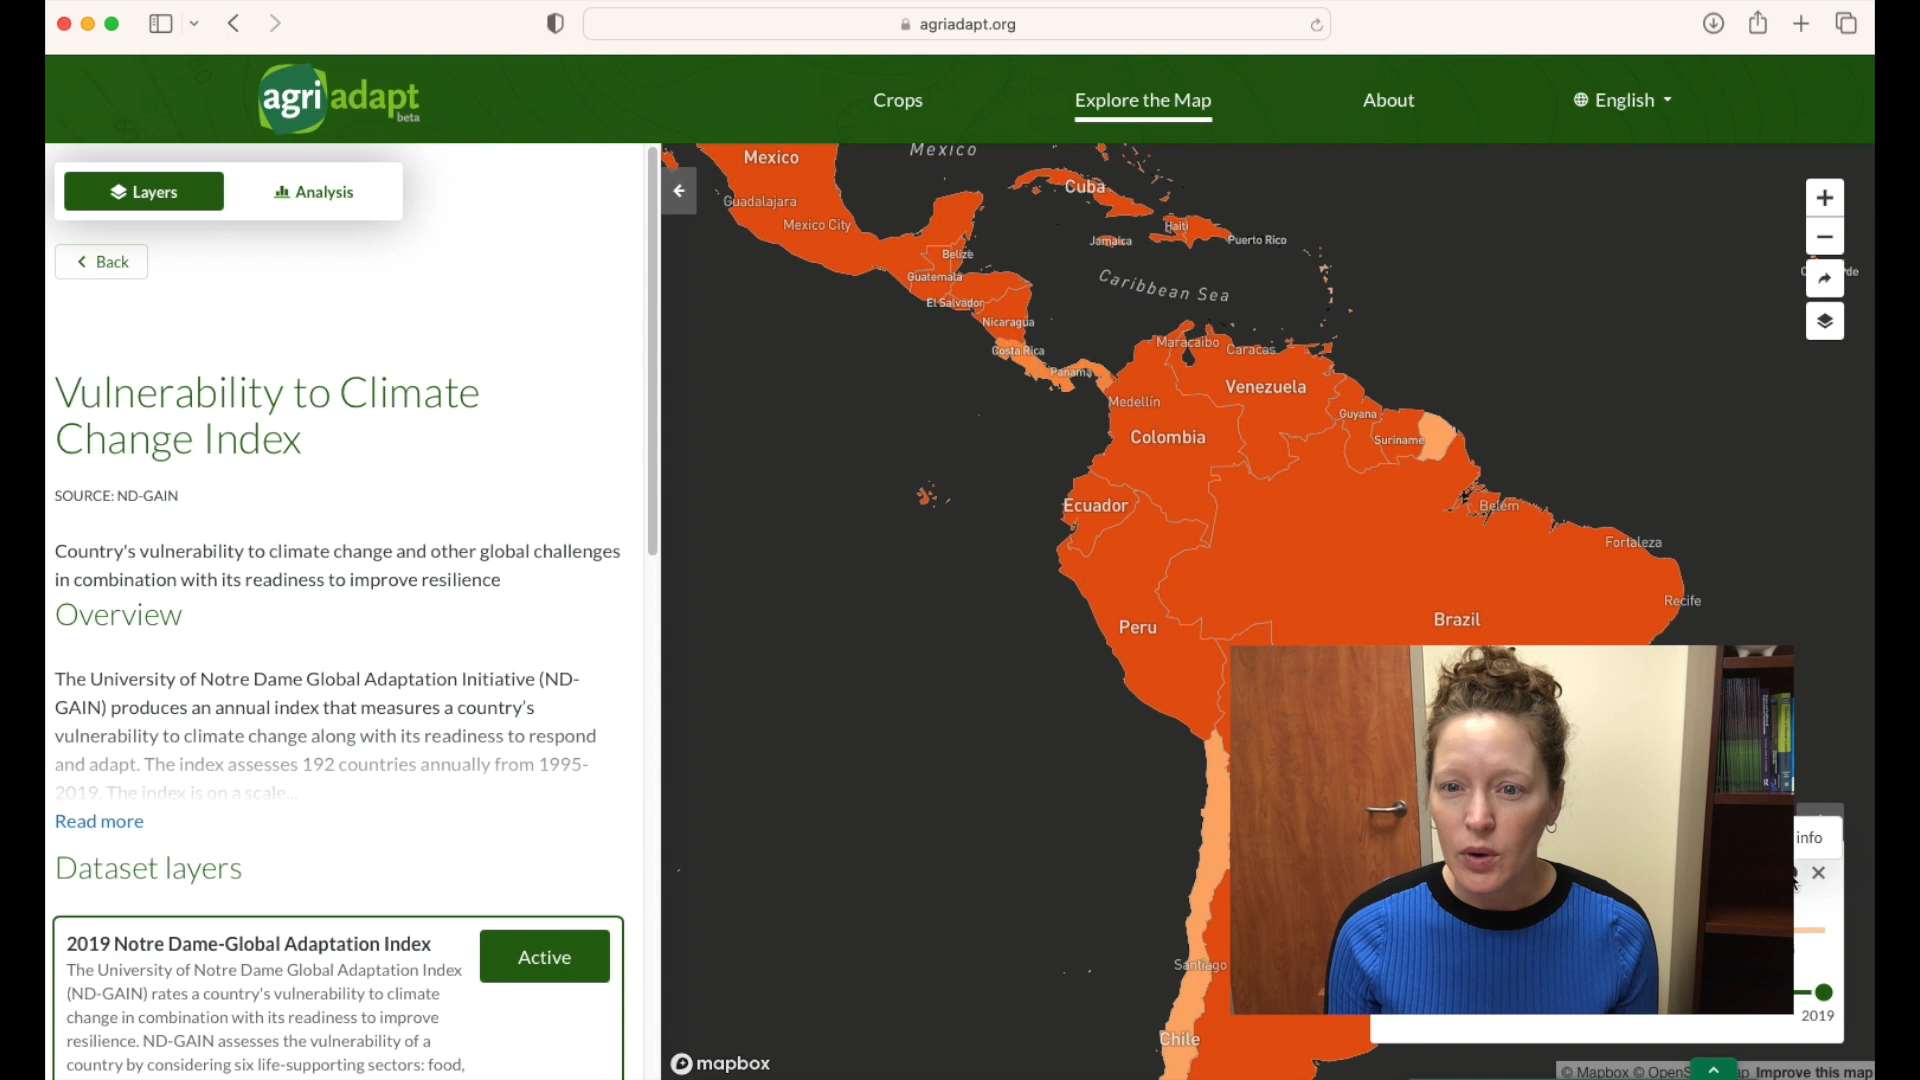 agriadapt.org
agriadapt
beta
Crops
Explore the Map
About
English
Layers
Analysis
Back
Vulnerability to Climate
Change Index
SOURCE: ND-GAIN
Country's vulnerability to climate change and other global challenges
in combination with its readiness to improve resilience
Overview
The University of Notre Dame Global Adaptation Initiative (ND-
GAIN) produces an annual index that measures a country’s
vulnerability to climate change along with its readiness to respond
and adapt. The index assesses 192 countries annually from 1995-
2019. The index is on a scale...
Read more
Dataset layers
2019 Notre Dame-Global Adaptation Index
Active
The University of Notre Dame Global Adaptation Index
(ND-GAIN) rates a country's vulnerability to climate
change in combination with its readiness to improve
resilience. ND-GAIN assesses the vulnerability of a
country by considering six life-supporting sectors: food,
Mexico
Mexico
Guadalajara
Mexico City
Cuba
Haiti
Jamaica
Puerto Rico
Belize
Guatemala
Caribbean Sea
El Salvador
Nicaragua
Costa Rica
Panama
Maracaibo
Caracas
Venezuela
Medellín
Guyana
Colombia
Suriname
Ecuador
Belém
Fortaleza
Recife
Peru
Brazil
Santiago
Chile
info
2019
mapbox
© Mapbox © OpenS
ap
Improve this map